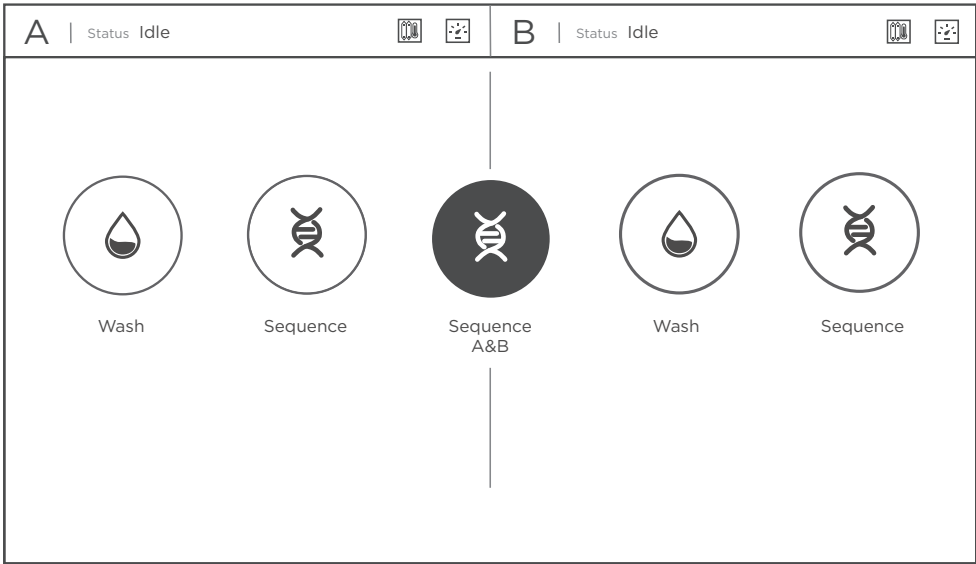 A | Status Idle
B | Status Idle
Wash
Sequence
Sequence
A&B
Wash
Sequence